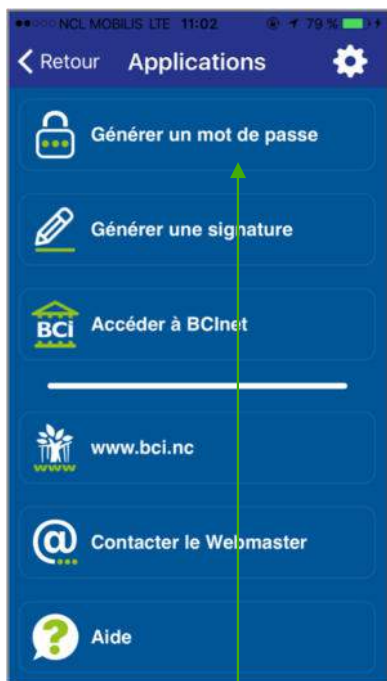 NCL MOBILIS LTE 11:02 79 %
Retour Applications
Générer un mot de passe
Générer une signature
BCi Accéder à BCInet
www www.bci.nc
@ Contacter le Webmaster
? Aide